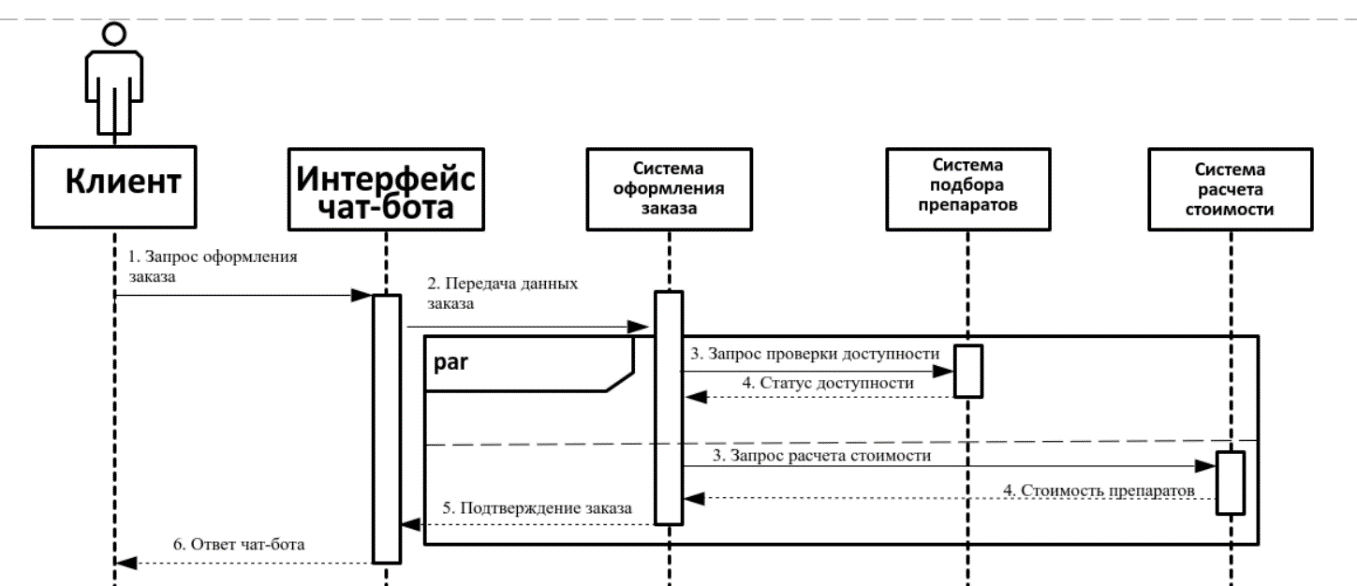 Клиент
Интерфейс
чат-бота
Система
оформления
заказа
Система
подбора
препаратов
Система
расчета
стоимости
1. Запрос оформления
заказа
2. Передача данных
заказа
par
3. Запрос проверки доступности
4. Статус доступности
3. Запрос расчета стоимости
4. Стоимость препаратов
5. Подтверждение заказа
6. Ответ чат-бота